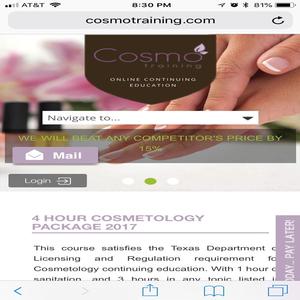 AT&T
8:30 PM
81%
cosmotraining.com
Cosmo
training
ONLINE CONTINUING
EDUCATION
Navigate to...
WE WILL BEAT ANY COMPETITOR'S PRICE BY
15%
Mail
Login
4 HOUR COSMETOLOGY
PACKAGE 2017
This course satisfies the Texas Department of
Licensing and Regulation requirement for
Cosmetology continuing education. With 1 hour of
sanitation, and 3 hours in any topic listed in
ODAY... PAY LATER!